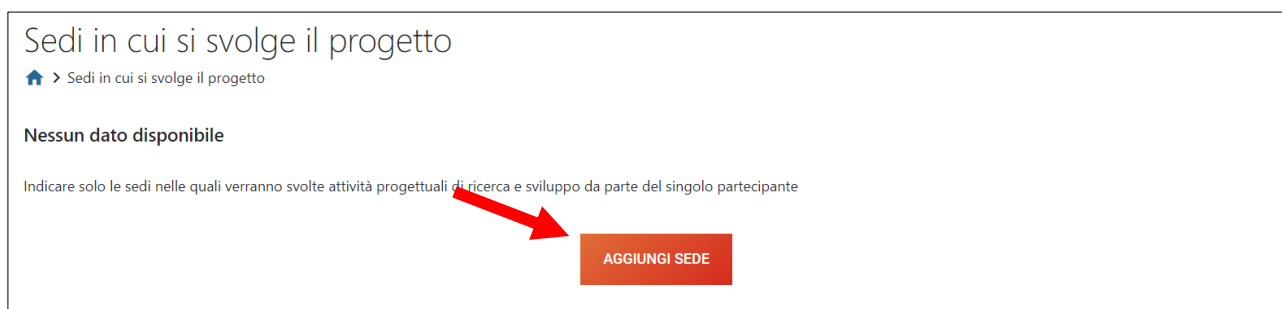 Sedi in cui si svolge il progetto
> Sedi in cui si svolge il progetto
Nessun dato disponibile
Indicare solo le sedi nelle quali verranno svolte attività progettuali di ricerca e sviluppo da parte del singolo partecipante
AGGIUNGI SEDE